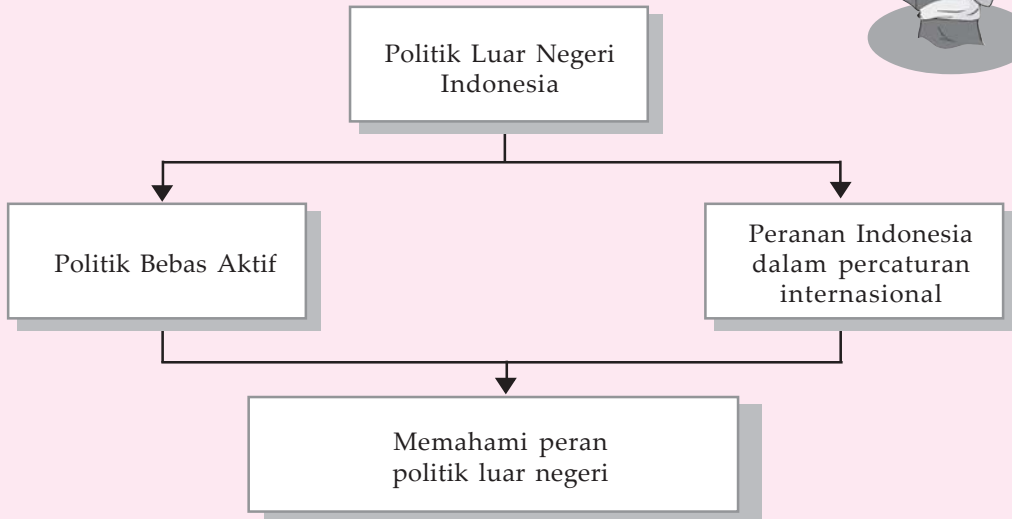 Politik Luar Negeri
Indonesia
Politik Bebas Aktif
Peranan Indonesia
dalam percaturan
internasional
Memahami peran
politik luar negeri